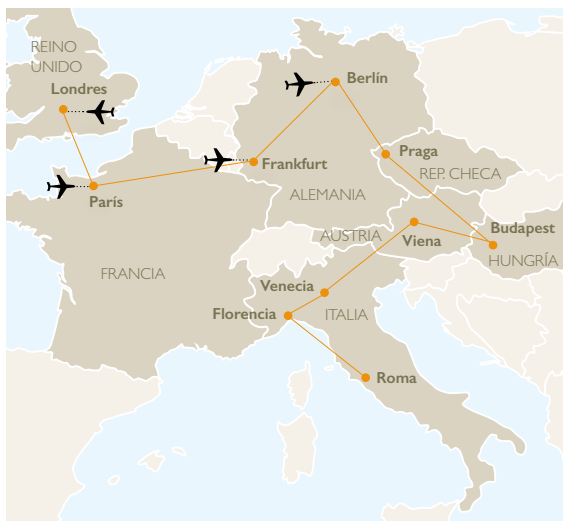 REINO
UNIDO
Londres
Berlín
Praga
REP. CHECA
Frankfurt
París
ALEMANIA
Budapest
AUSTRIA
Viena
HUNGRÍA
FRANCIA
Venecia
Florencia
ITALIA
Roma